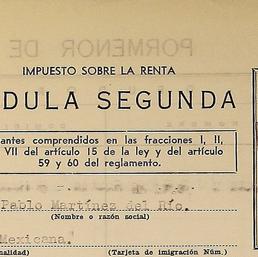 PORMENOR DE
IMPUESTO SOBRE LA RENTA
DULA SEGUNDA
antes comprendidos en las fracciones I, II,
VII del artículo 15 de la ley y del artículo
59 y 60 del reglamento.
Pablo Martínez del Río.
(Nombre o razón social)
Mexicana.
nalidad)
(Tarjeta de inmigración Núm.)